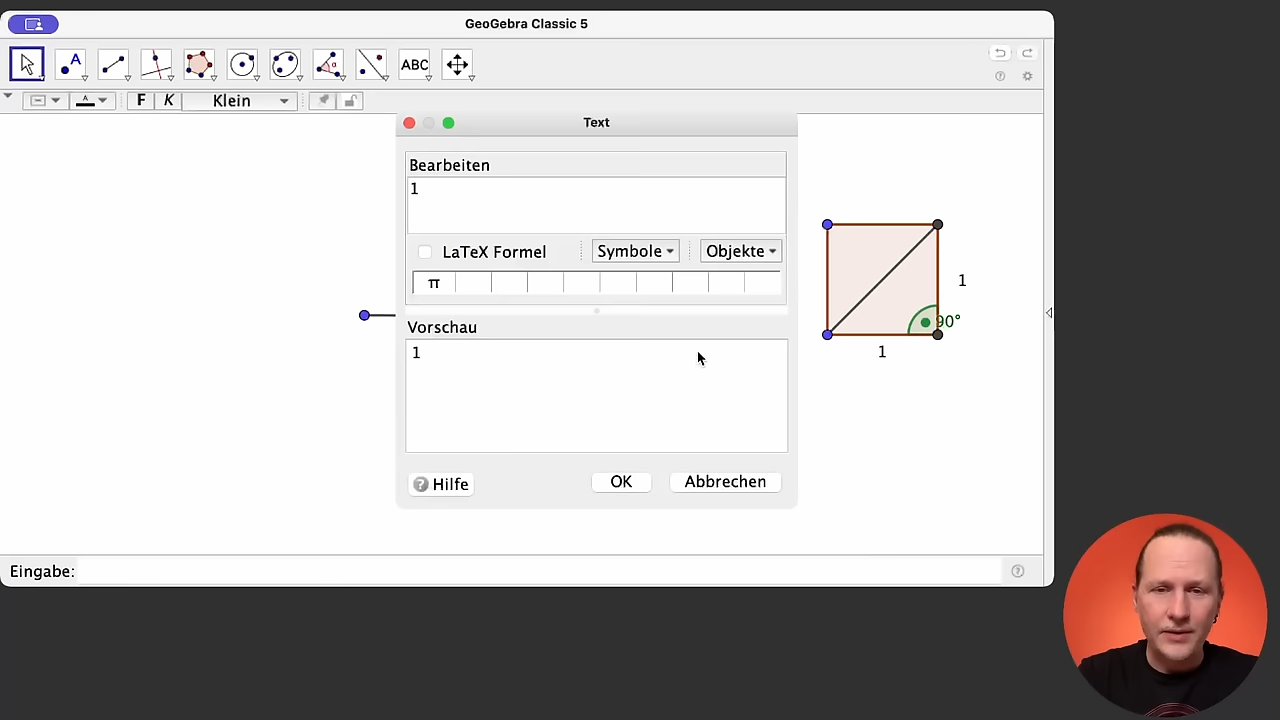 GeoGebra Classic 5
A
ABC
A
F
K
Klein
Text
Bearbeiten
1
LaTeX Formel
Symbole
Objekte
π
Vorschau
1
1
90°
1
? Hilfe
OK
Abbrechen
Eingabe: